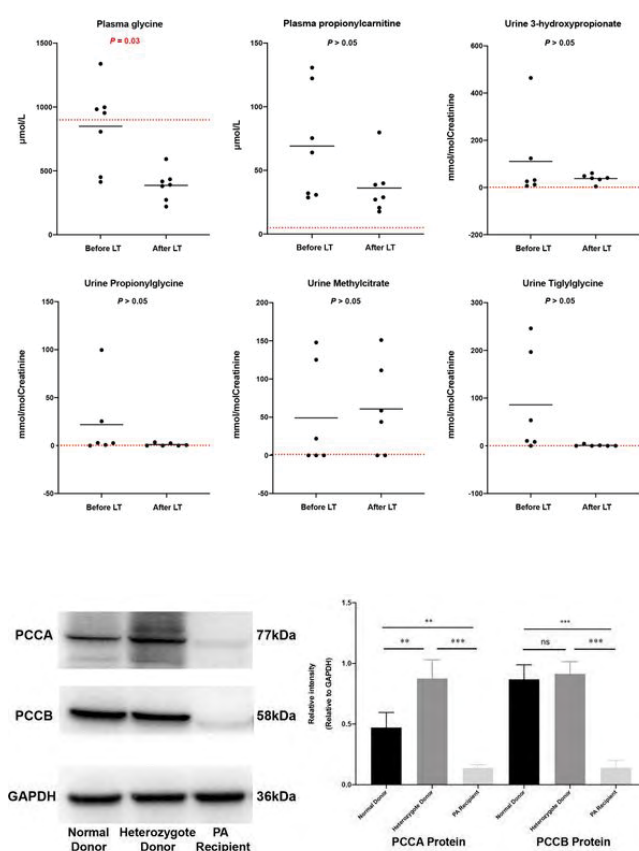 Plasma glycine
P = 0.03
1500
1000
500
0
µmol/L
Before LT
After LT
Plasma propionylcarnitine
P > 0.05
150
100
50
0
µmol/L
Before LT
After LT
Urine 3-hydroxypropionate
P > 0.05
600
400
200
0
-200
mmol/molCreatinine
Before LT
After LT
Urine Propionylglycine
P > 0.05
150
100
50
0
-50
mmol/molCreatinine
Before LT
After LT
Urine Methylcitrate
P > 0.05
200
150
100
50
0
-50
mmol/molCreatinine
Before LT
After LT
Urine Tiglylglycine
P > 0.05
300
200
100
0
-100
mmol/molCreatinine
Before LT
After LT
PCCA
77kDa
PCCB
58kDa
GAPDH
36kDa
Normal
Donor
Heterozygote
Donor
PA
Recipient
Relative intensity
(Relative to GAPDH)
1.5
1.0
0.5
0.0
**
**
***
***
ns
***
Normal Donor
Heterozygote Donor
PA Recipient
Normal Donor
Heterozygote Donor
PA Recipient
PCCA Protein
PCCB Protein